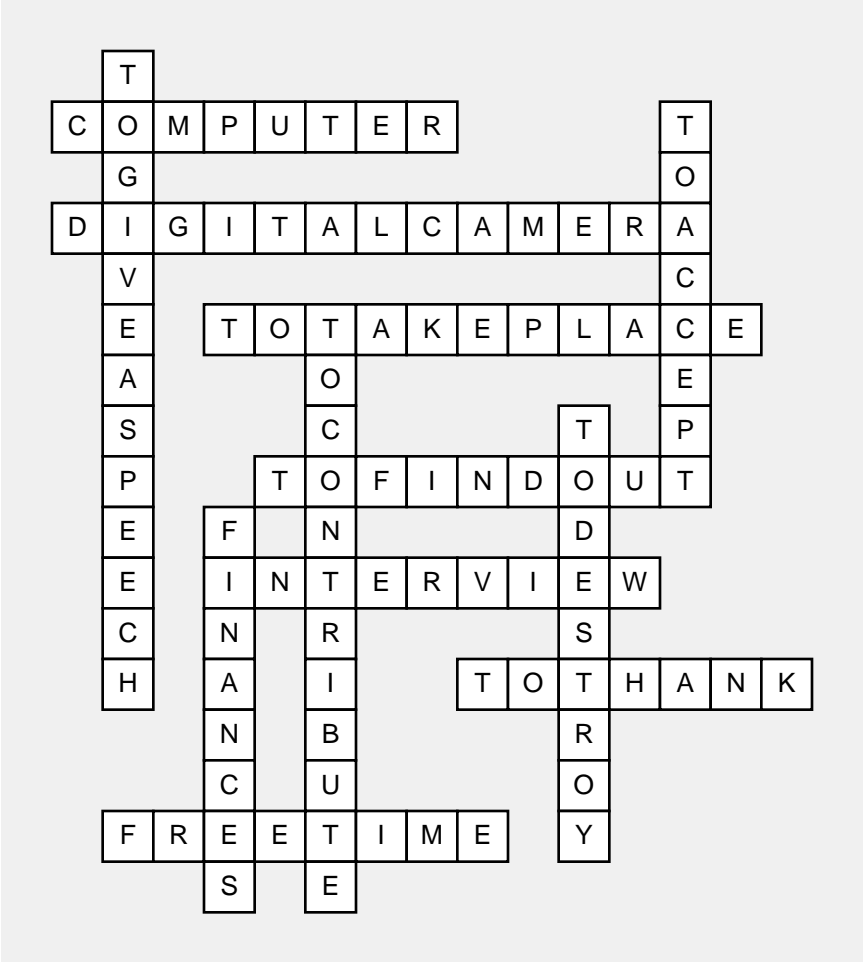 T
COMPUTER T
G O
DIGITALCAMERA
V C
E TOTAKEPLACE
A O E
S C T P
P TOFINDOUT
E F N D
E INTERVIEW
C N R S
H A I TOTHANK
N B R
C U O
FREETIME Y
S E